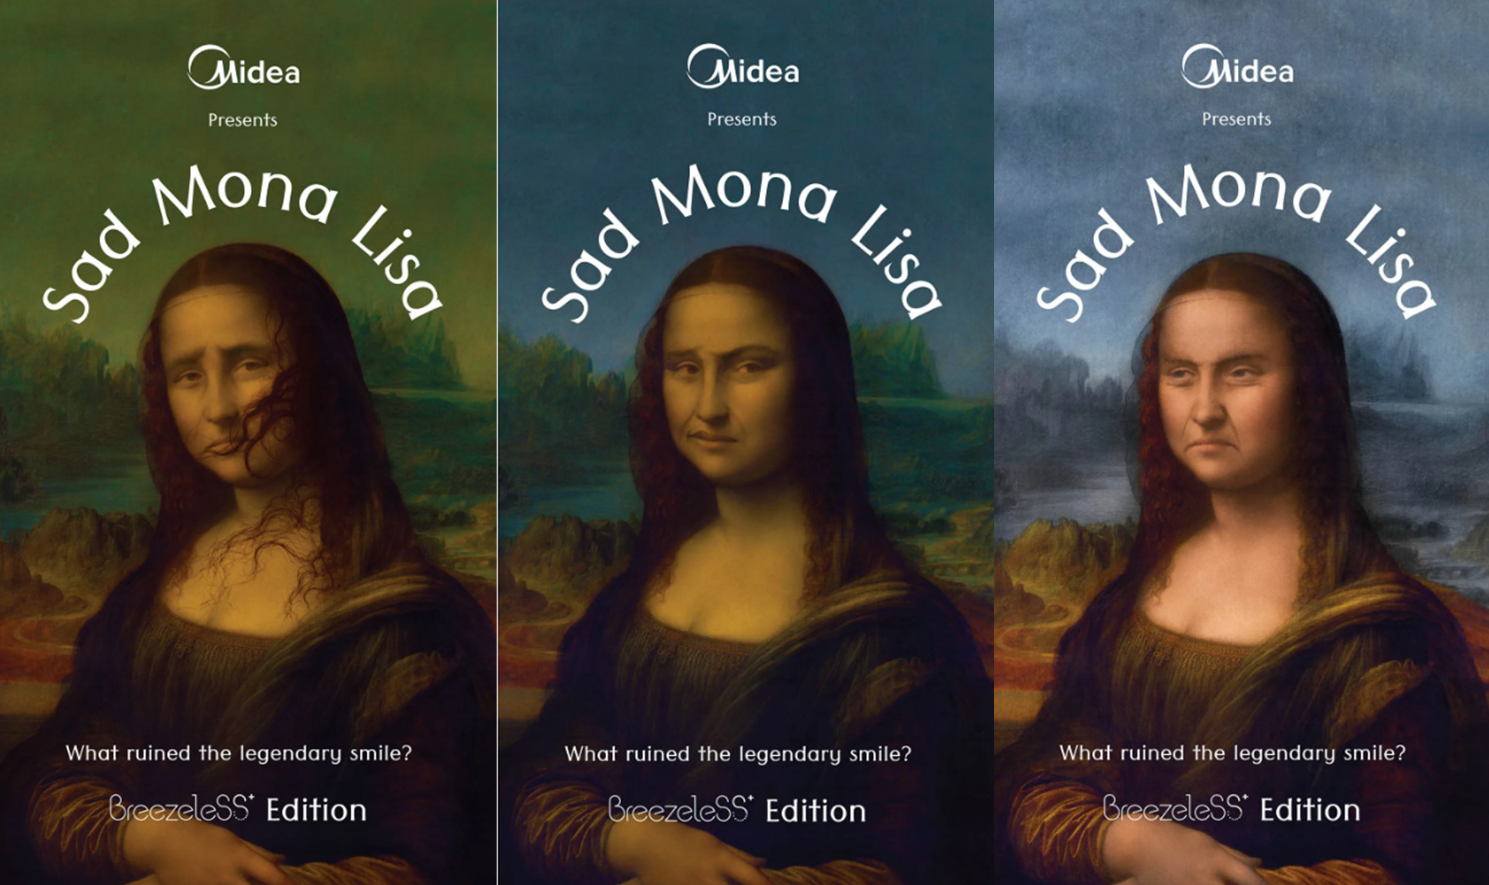 Midea
Presents
Sad Mona Lisa
What ruined the legendary smile?
BreezeleSS+ Edition
Midea
Presents
Sad Mona Lisa
What ruined the legendary smile?
BreezeleSS+ Edition
Midea
Presents
Sad Mona Lisa
What ruined the legendary smile?
BreezeleSS+ Edition